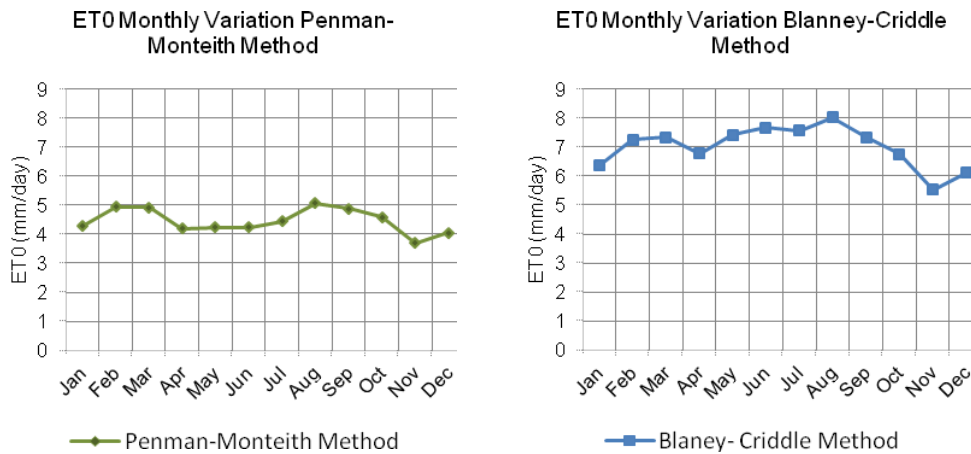 ET0 Monthly Variation Penman-
Monteith Method
ET0 (mm/day)
9
8
7
6
5
4
3
2
1
0
Jan
Feb
Mar
Apr
May
Jun
Jul
Aug
Sep
Oct
Nov
Dec
Penman-Monteith Method
ET0 Monthly Variation Blanney-Criddle
Method
ET0 (mm/day)
9
8
7
6
5
4
3
2
1
0
Jan
Feb
Mar
Apr
May
Jun
Jul
Aug
Sep
Oct
Nov
Dec
Blaney- Criddle Method